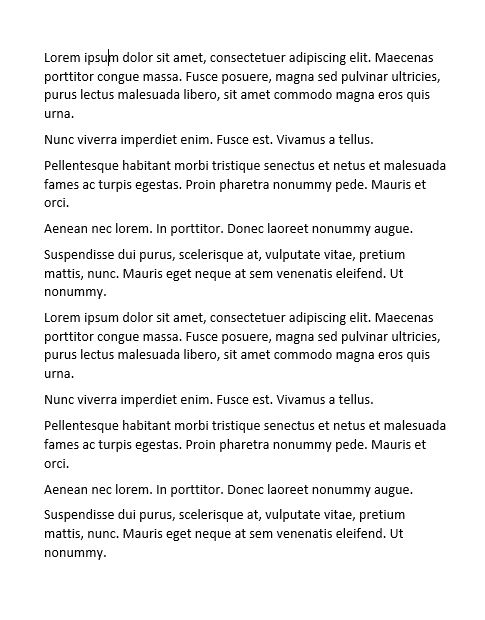 Lorem ipsum dolor sit amet, consectetuer adipiscing elit. Maecenas
porttitor congue massa. Fusce posuere, magna sed pulvinar ultricies,
purus lectus malesuada libero, sit amet commodo magna eros quis
urna.
Nunc viverra imperdiet enim. Fusce est. Vivamus a tellus.
Pellentesque habitant morbi tristique senectus et netus et malesuada
fames ac turpis egestas. Proin pharetra nonummy pede. Mauris et
orci.
Aenean nec lorem. In porttitor. Donec laoreet nonummy augue.
Suspendisse dui purus, scelerisque at, vulputate vitae, pretium
mattis, nunc. Mauris eget neque at sem venenatis eleifend. Ut
nonummy.
Lorem ipsum dolor sit amet, consectetuer adipiscing elit. Maecenas
porttitor congue massa. Fusce posuere, magna sed pulvinar ultricies,
purus lectus malesuada libero, sit amet commodo magna eros quis
urna.
Nunc viverra imperdiet enim. Fusce est. Vivamus a tellus.
Pellentesque habitant morbi tristique senectus et netus et malesuada
fames ac turpis egestas. Proin pharetra nonummy pede. Mauris et
orci.
Aenean nec lorem. In porttitor. Donec laoreet nonummy augue.
Suspendisse dui purus, scelerisque at, vulputate vitae, pretium
mattis, nunc. Mauris eget neque at sem venenatis eleifend. Ut
nonummy.